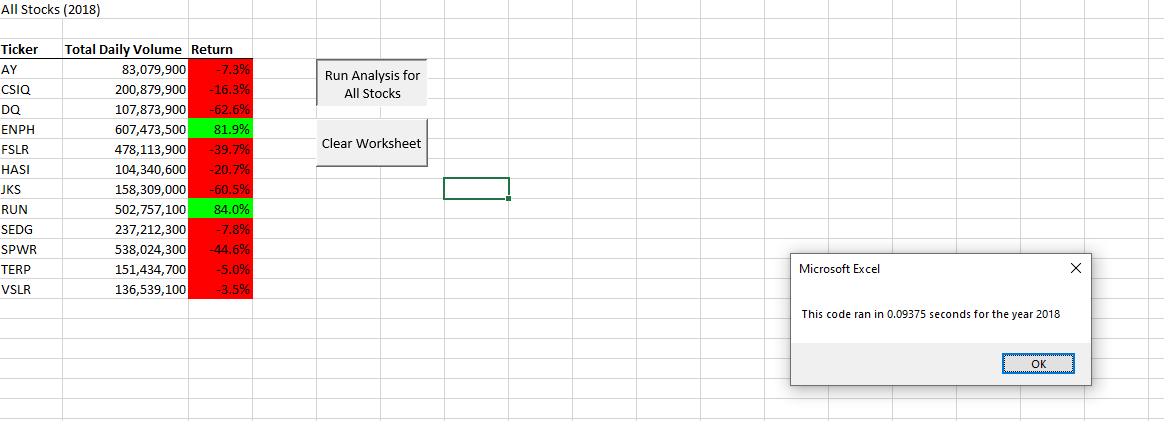 All Stocks (2018)
Ticker Total Daily Volume Return
AY 83,079,900 -7.3%
CSIQ 200,879,900 -16.3%
DQ 107,873,900 -62.6%
ENPH 607,473,500 81.9%
FSLR 478,113,900 -39.7%
HASI 104,340,600 -20.7%
JKS 158,309,000 -60.5%
RUN 502,757,100 84.0%
SEDG 237,212,300 -7.8%
SPWR 538,024,300 -44.6%
TERP 151,434,700 -5.0%
VSLR 136,539,100 -3.5%
Run Analysis for
All Stocks
Clear Worksheet
Microsoft Excel
This code ran in 0.09375 seconds for the year 2018
OK